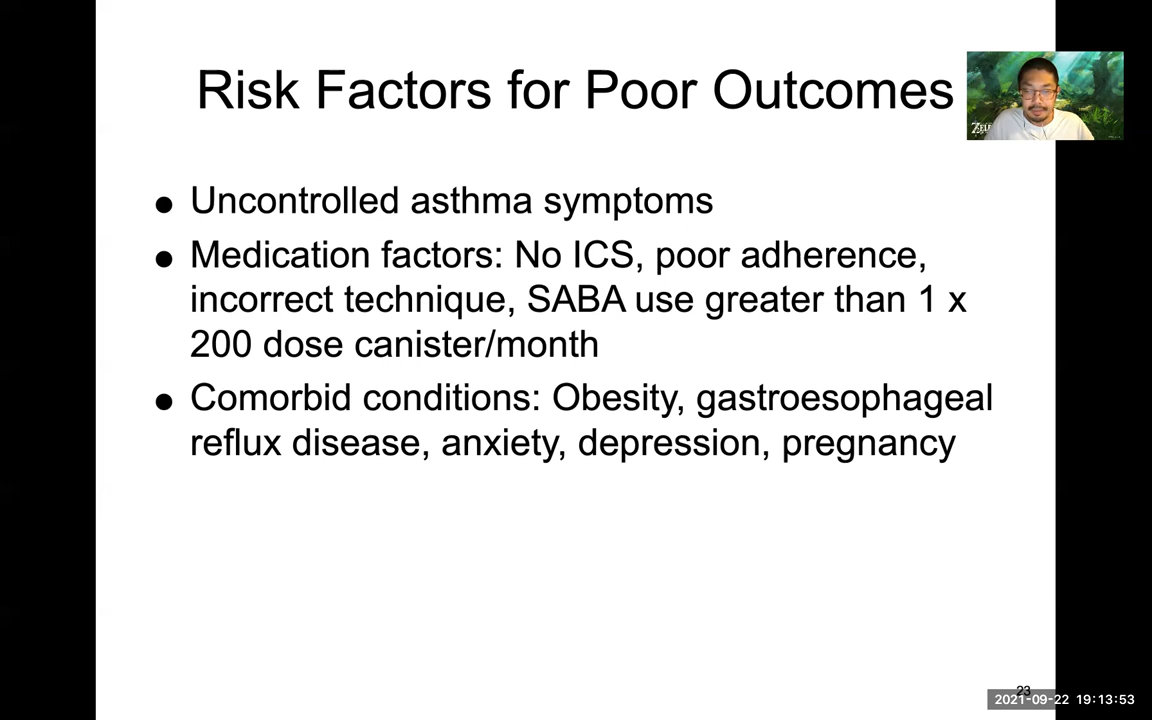 Risk Factors for Poor Outcomes
● Uncontrolled asthma symptoms
● Medication factors: No ICS, poor adherence,
incorrect technique, SABA use greater than 1 x
200 dose canister/month
● Comorbid conditions: Obesity, gastroesophageal
reflux disease, anxiety, depression, pregnancy
23
2021-09-22 19:13:53